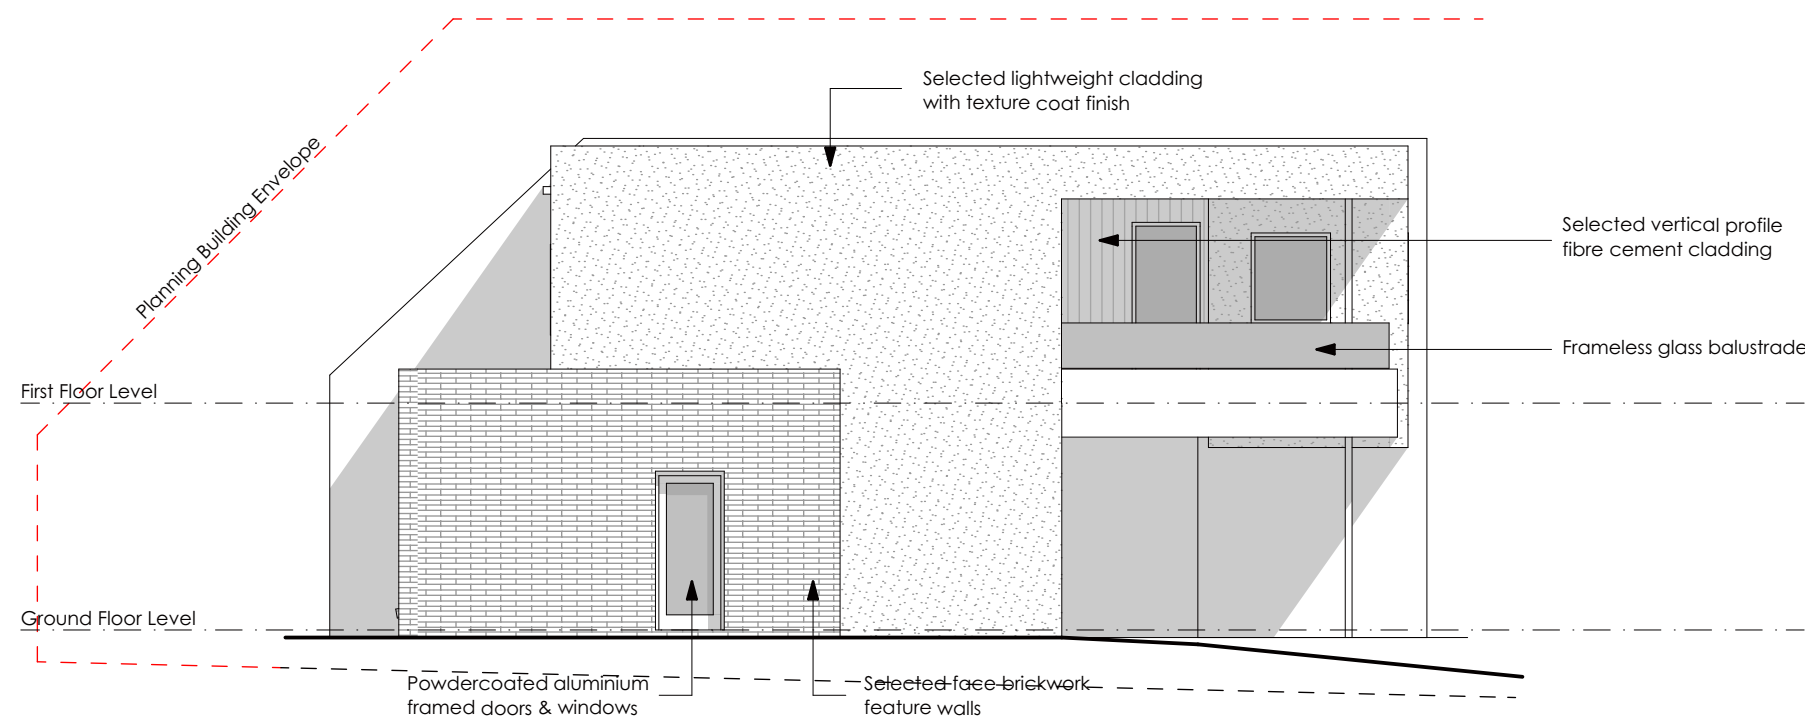 Selected lightweight cladding
with texture coat finish
Planning Building Envelope
Selected vertical profile
fibre cement cladding
Frameless glass balustrade
First Floor Level
Ground Floor Level
Powdercoated aluminium
framed doors & windows
Selected face brickwork
feature walls